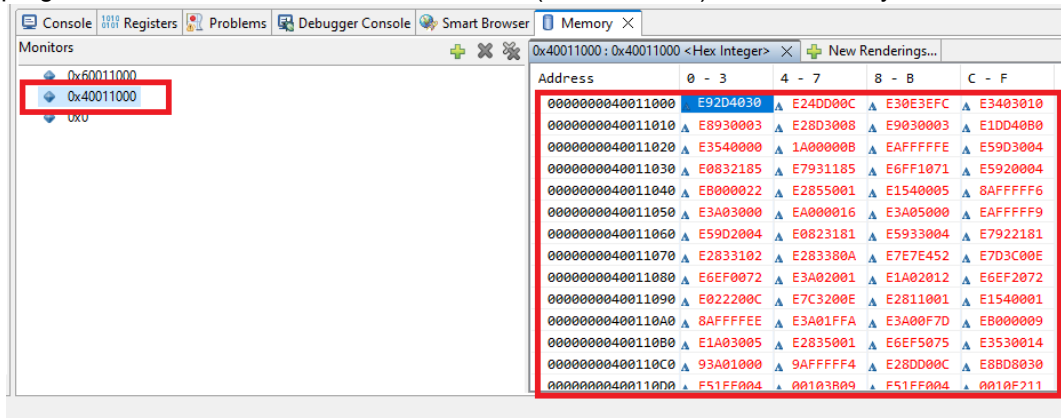 Console Registers Problems Debugger Console Smart Browser Memory
Monitors
0x60011000
0x40011000
0x0
0x40011000 : 0x40011000 <Hex Integer> New Renderings...
Address 0 - 3 4 - 7 8 - B C - F
0000000040011000 E92D4030 E24DD00C E30E3EFC E3403010
0000000040011010 E8930003 E28D3008 E9030003 E1DD40B0
0000000040011020 E3540000 1A00000B EAFFFFFE E59D3004
0000000040011030 E0832185 E7931185 E6FF1071 E5920004
0000000040011040 EB000022 E2855001 E1540005 8AFFFFF6
0000000040011050 E3A03000 EA000016 E3A05000 EAFFFFF9
0000000040011060 E59D2004 E0823181 E5933004 E7922181
0000000040011070 E2833102 E283380A E7E7E452 E7D3C00E
0000000040011080 E6EF0072 E3A02001 E1A02012 E6EF2072
0000000040011090 E022200C E7C3200E E2811001 E1540001
00000000400110A0 8AFFFFEE E3A01FFA E3A00F7D EB000009
00000000400110B0 E1A03005 E2835001 E6EF5075 E3530014
00000000400110C0 93A01000 9AFFFFF4 E28DD00C E8BD8030
00000000400110D0 E51FF004 00103B09 E51FF004